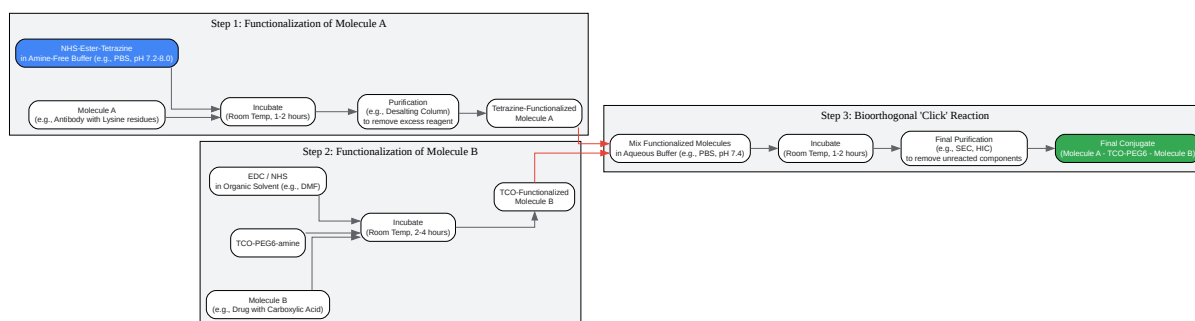 Step 1: Functionalization of Molecule A
NHS-Ester-Tetrazine
in Amine-Free Buffer (e.g., PBS, pH 7.2-8.0)
Molecule A
(e.g., Antibody with Lysine residues)
Incubate
(Room Temp, 1-2 hours)
Purification
(e.g., Desalting Column)
to remove excess reagent
Tetrazine-Functionalized
Molecule A
Step 2: Functionalization of Molecule B
EDC / NHS
in Organic Solvent (e.g., DMF)
TCO-PEG6-amine
Molecule B
(e.g., Drug with Carboxylic Acid)
Incubate
(Room Temp, 2-4 hours)
TCO-Functionalized
Molecule B
Step 3: Bioorthogonal 'Click' Reaction
Mix Functionalized Molecules
in Aqueous Buffer (e.g., PBS, pH 7.4)
Incubate
(Room Temp, 1-2 hours)
Final Purification
(e.g., SEC, HIC)
to remove unreacted components
Final Conjugate
(Molecule A - TCO-PEG6 - Molecule B)